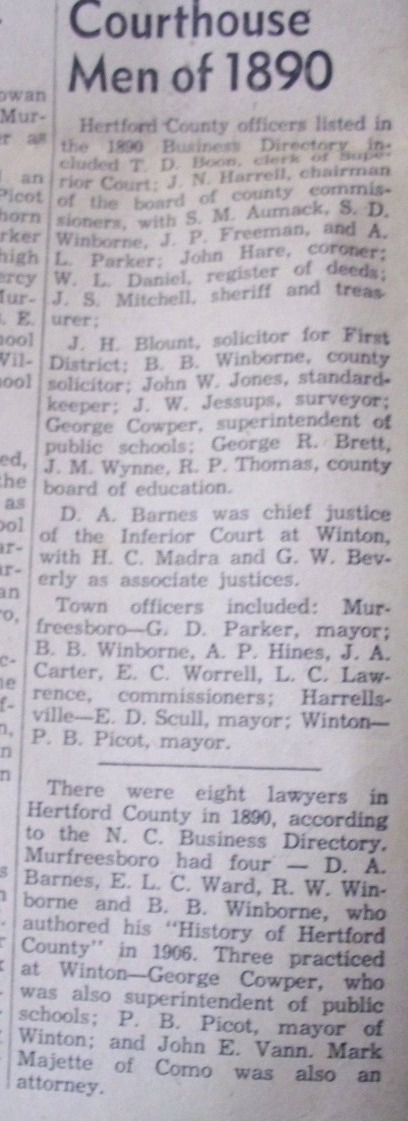 Courthouse
Men of 1890
Hertford County officers listed in
the 1890 Business Directory in-
cluded T. D. Boon, clerk of Supe-
rior Court; J. N. Harrell, chairman
of the board of county commis-
sioners, with S. M. Aumack, S. D.
Winborne, J. P. Freeman, and A.
L. Parker; John Hare, coroner;
W. L. Daniel, register of deeds;
J. S. Mitchell, sheriff and treas-
urer;
J. H. Blount, solicitor for First
District; B. B. Winborne, county
solicitor; John W. Jones, standard-
keeper; J. W. Jessups, surveyor;
George Cowper, superintendent of
public schools; George R. Brett,
J. M. Wynne, R. P. Thomas, county
board of education.
D. A. Barnes was chief justice
of the Inferior Court at Winton,
with H. C. Madra and G. W. Bev-
erly as associate justices.
Town officers included: Mur-
freesboro—G. D. Parker, mayor;
B. B. Winborne, A. P. Hines, J. A.
Carter, E. C. Worrell, L. C. Law-
rence, commissioners; Harrells-
ville—E. D. Scull, mayor; Winton—
P. B. Picot, mayor.
There were eight lawyers in
Hertford County in 1890, according
to the N. C. Business Directory.
Murfreesboro had four — D. A.
Barnes, E. L. C. Ward, R. W. Win-
borne and B. B. Winborne, who
authored his "History of Hertford
County" in 1906. Three practiced
at Winton—George Cowper, who
was also superintendent of public
schools; P. B. Picot, mayor of
Winton; and John E. Vann. Mark
Majette of Como was also an
attorney.